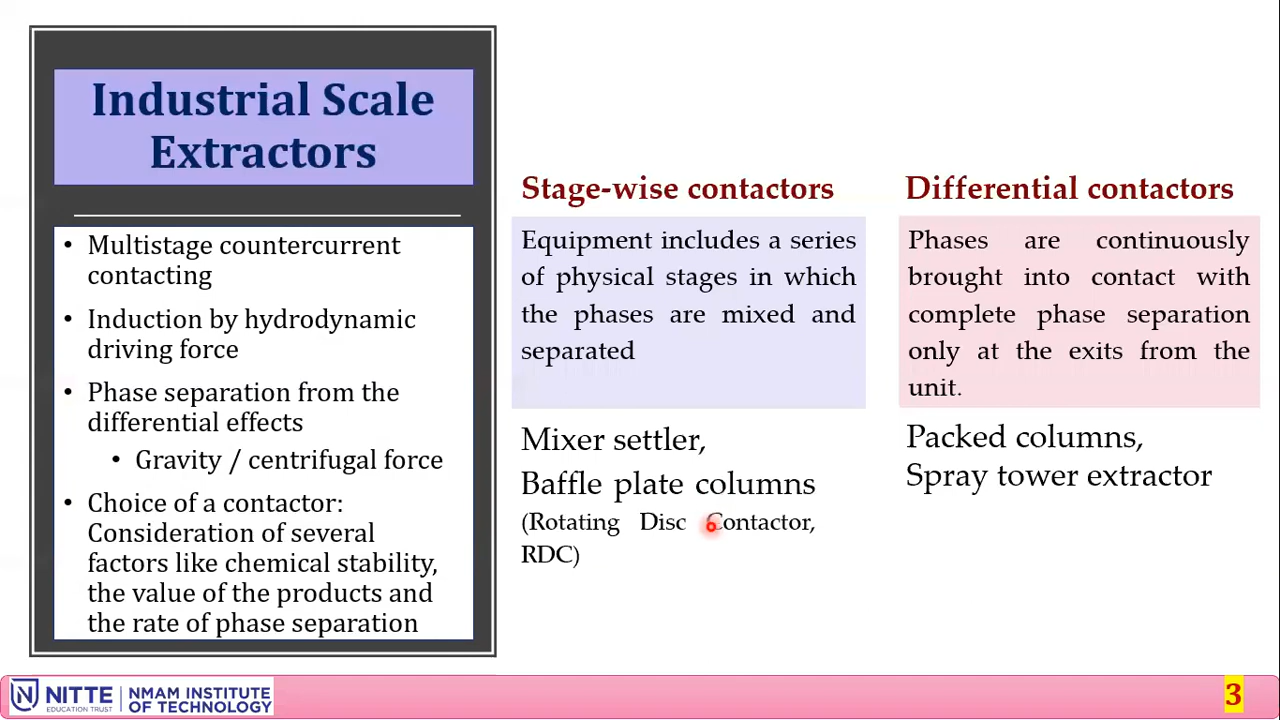 Industrial Scale
Extractors
• Multistage countercurrent
contacting
• Induction by hydrodynamic
driving force
• Phase separation from the
differential effects
• Gravity / centrifugal force
• Choice of a contactor:
Consideration of several
factors like chemical stability,
the value of the products and
the rate of phase separation
Stage-wise contactors
Equipment includes a series
of physical stages in which
the phases are mixed and
separated
Mixer settler,
Baffle plate columns
(Rotating Disc Contactor,
RDC)
Differential contactors
Phases are continuously
brought into contact with
complete phase separation
only at the exits from the
unit.
Packed columns,
Spray tower extractor
NITTE
EDUCATION TRUST
NMAM INSTITUTE
OF TECHNOLOGY
3